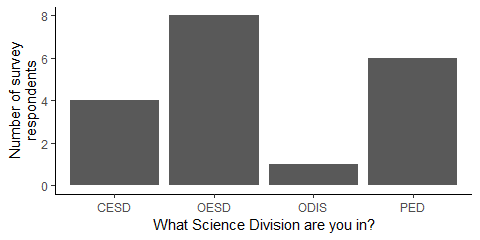 Number of survey
respondents
8
6
4
2
0
CESD OESD ODIS PED
What Science Division are you in?